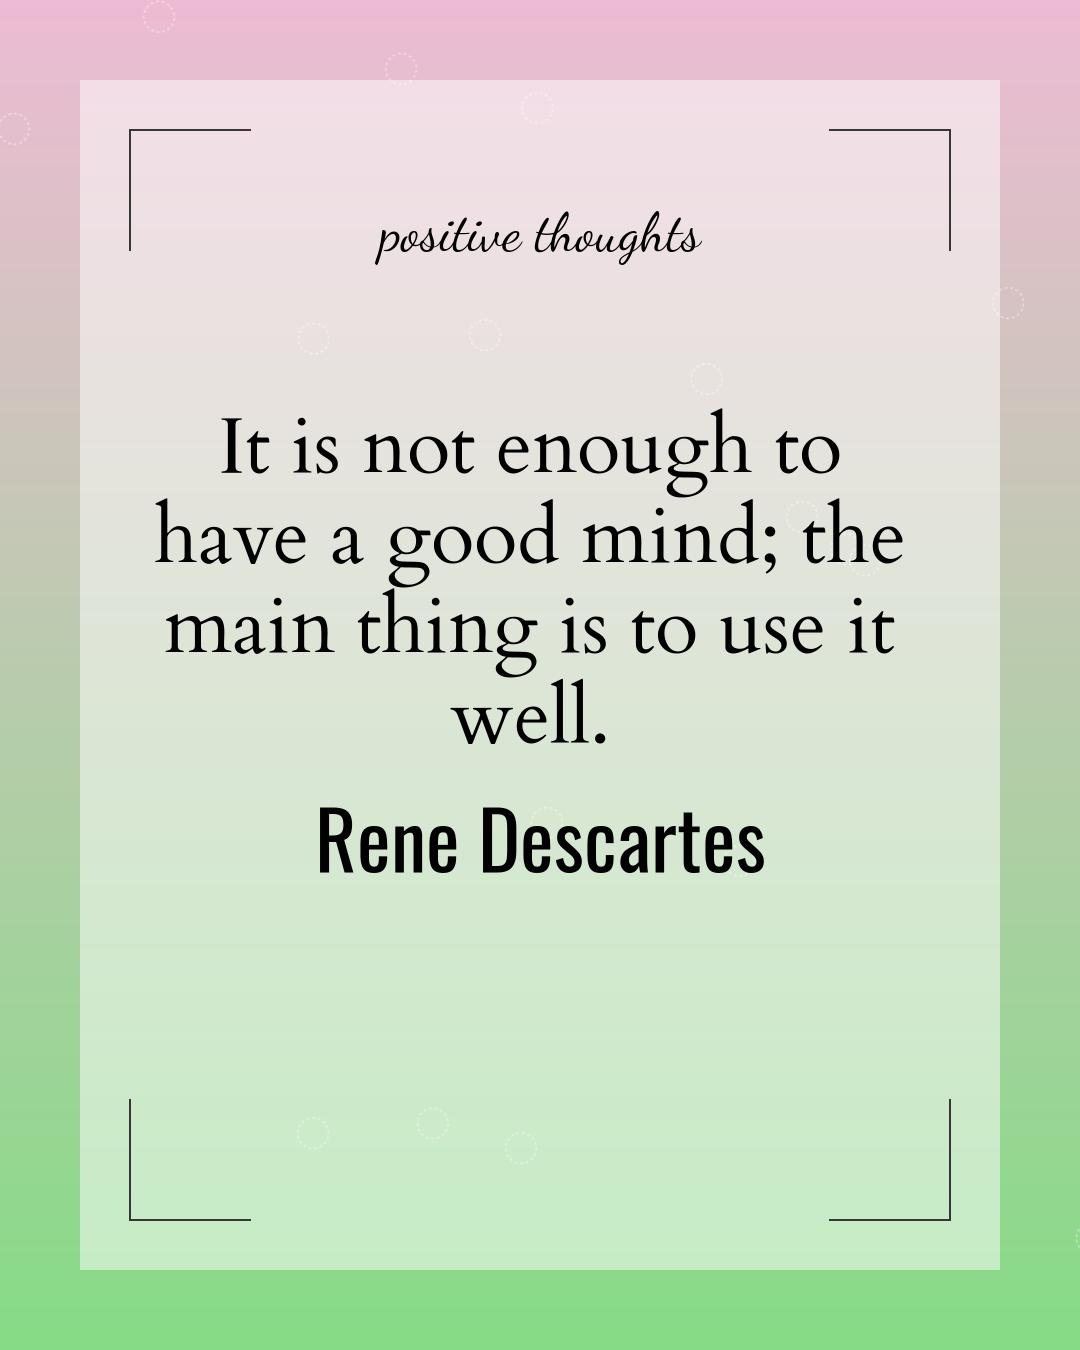 positive thoughts
It is not enough to
have a good mind; the
main thing is to use it
well.
Rene Descartes